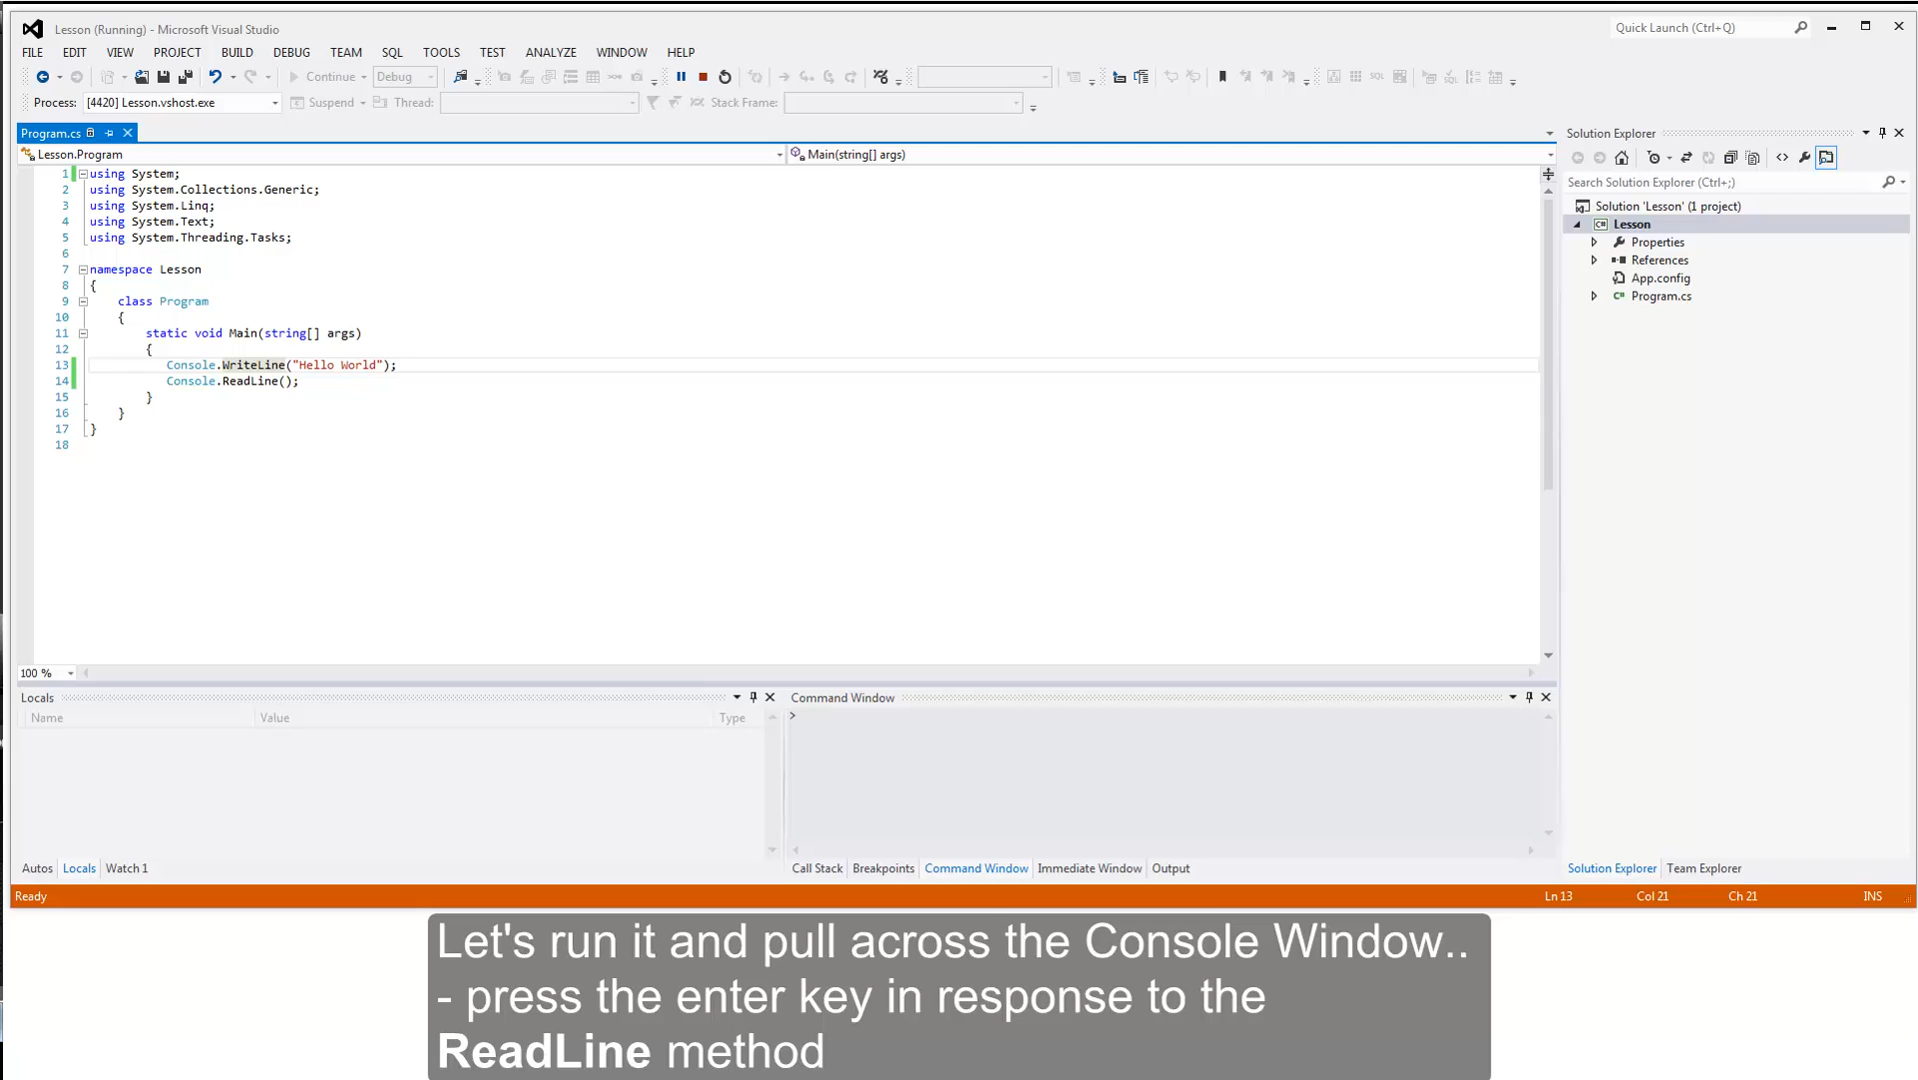 Lesson (Running) - Microsoft Visual Studio
Quick Launch (Ctrl+Q)
FILE EDIT VIEW PROJECT BUILD DEBUG TEAM SQL TOOLS TEST ANALYZE WINDOW HELP
Continue Debug
Process: [4420] Lesson.vshost.exe Suspend Thread: Stack Frame:
Program.cs
Lesson.Program Main(string[] args)
1 using System;
2 using System.Collections.Generic;
3 using System.Linq;
4 using System.Text;
5 using System.Threading.Tasks;
6
7 namespace Lesson
8 {
9 class Program
10 {
11 static void Main(string[] args)
12 {
13 Console.WriteLine("Hello World");
14 Console.ReadLine();
15 }
16 }
17 }
18
100 %
Solution Explorer
Search Solution Explorer (Ctrl+;)
Solution 'Lesson' (1 project)
C# Lesson
Properties
References
App.config
C# Program.cs
Locals
Name Value Type
Command Window
>
Autos Locals Watch 1
Call Stack Breakpoints Command Window Immediate Window Output
Solution Explorer Team Explorer
Ready Ln 13 Col 21 Ch 21 INS
Let's run it and pull across the Console Window..
- press the enter key in response to the
ReadLine method